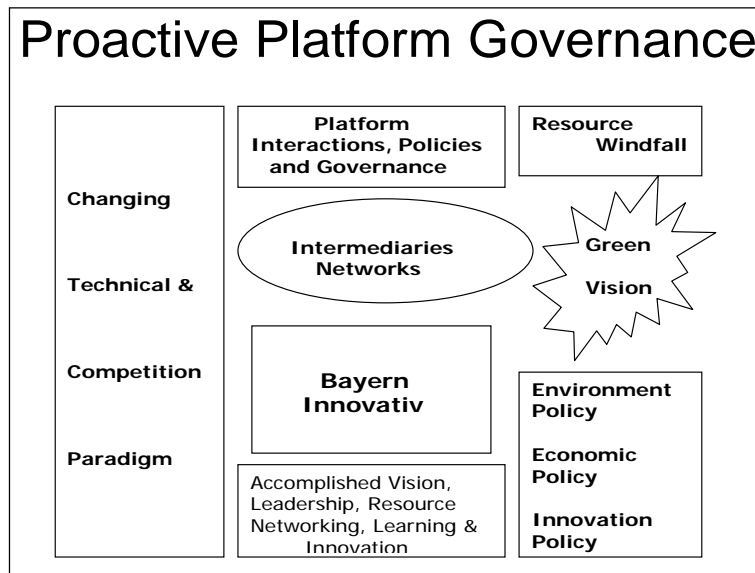 Proactive Platform Governance
Changing
Technical &
Competition
Paradigm
Platform
Interactions, Policies
and Governance
Intermediaries
Networks
Bayern
Innovativ
Accomplished Vision,
Leadership, Resource
Networking, Learning &
Innovation
Resource
Windfall
Green
Vision
Environment
Policy
Economic
Policy
Innovation
Policy